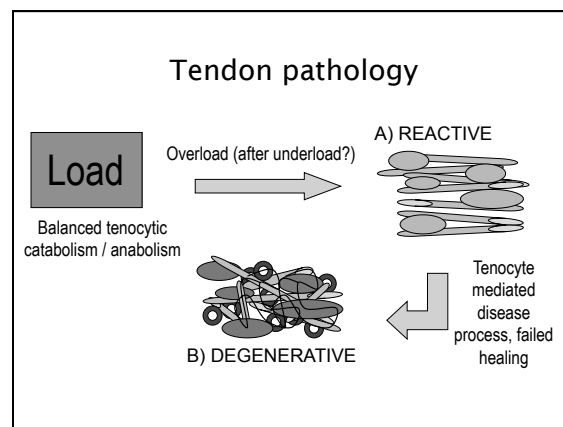 Tendon pathology
Load
Balanced tenocytic
catabolism / anabolism
Overload (after underload?)
A) REACTIVE
Tenocyte
mediated
disease
process, failed
healing
B) DEGENERATIVE